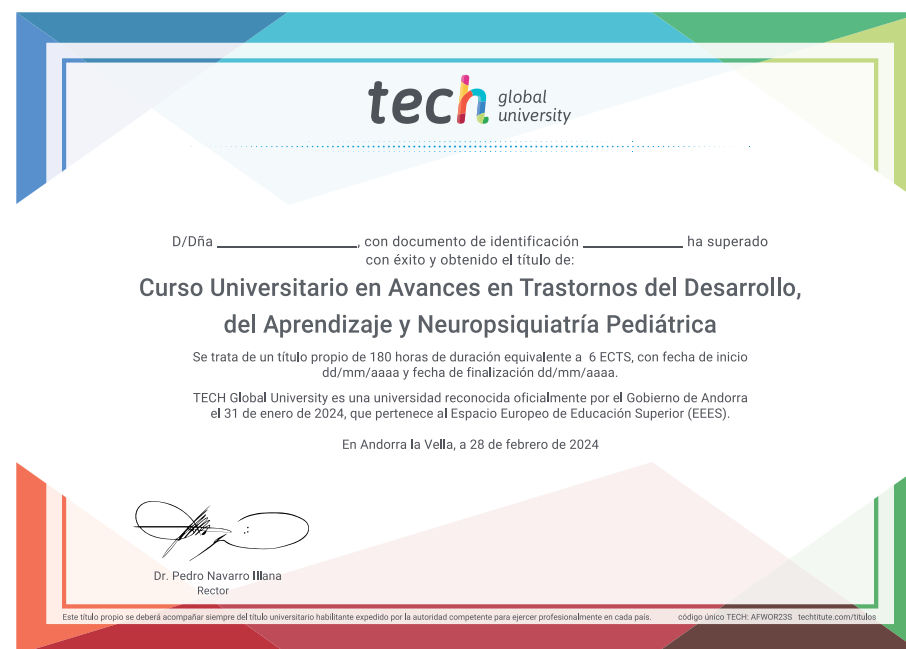 tech global
university
D/Dña ____________, con documento de identificación ____________ ha superado
con éxito y obtenido el título de:
Curso Universitario en Avances en Trastornos del Desarrollo,
del Aprendizaje y Neuropsiquiatría Pediátrica
Se trata de un título propio de 180 horas de duración equivalente a 6 ECTS, con fecha de inicio
dd/mm/aaaa y fecha de finalización dd/mm/aaaa.
TECH Global University es una universidad reconocida oficialmente por el Gobierno de Andorra
el 31 de enero de 2024, que pertenece al Espacio Europeo de Educación Superior (EEES).
En Andorra la Vella, a 28 de febrero de 2024
Dr. Pedro Navarro Illana
Rector
Este título propio se deberá acompañar siempre del título universitario habilitante expedido por la autoridad competente para ejercer profesionalmente en cada país. código único TECH: AFWOR23S techtitute.com/titulos